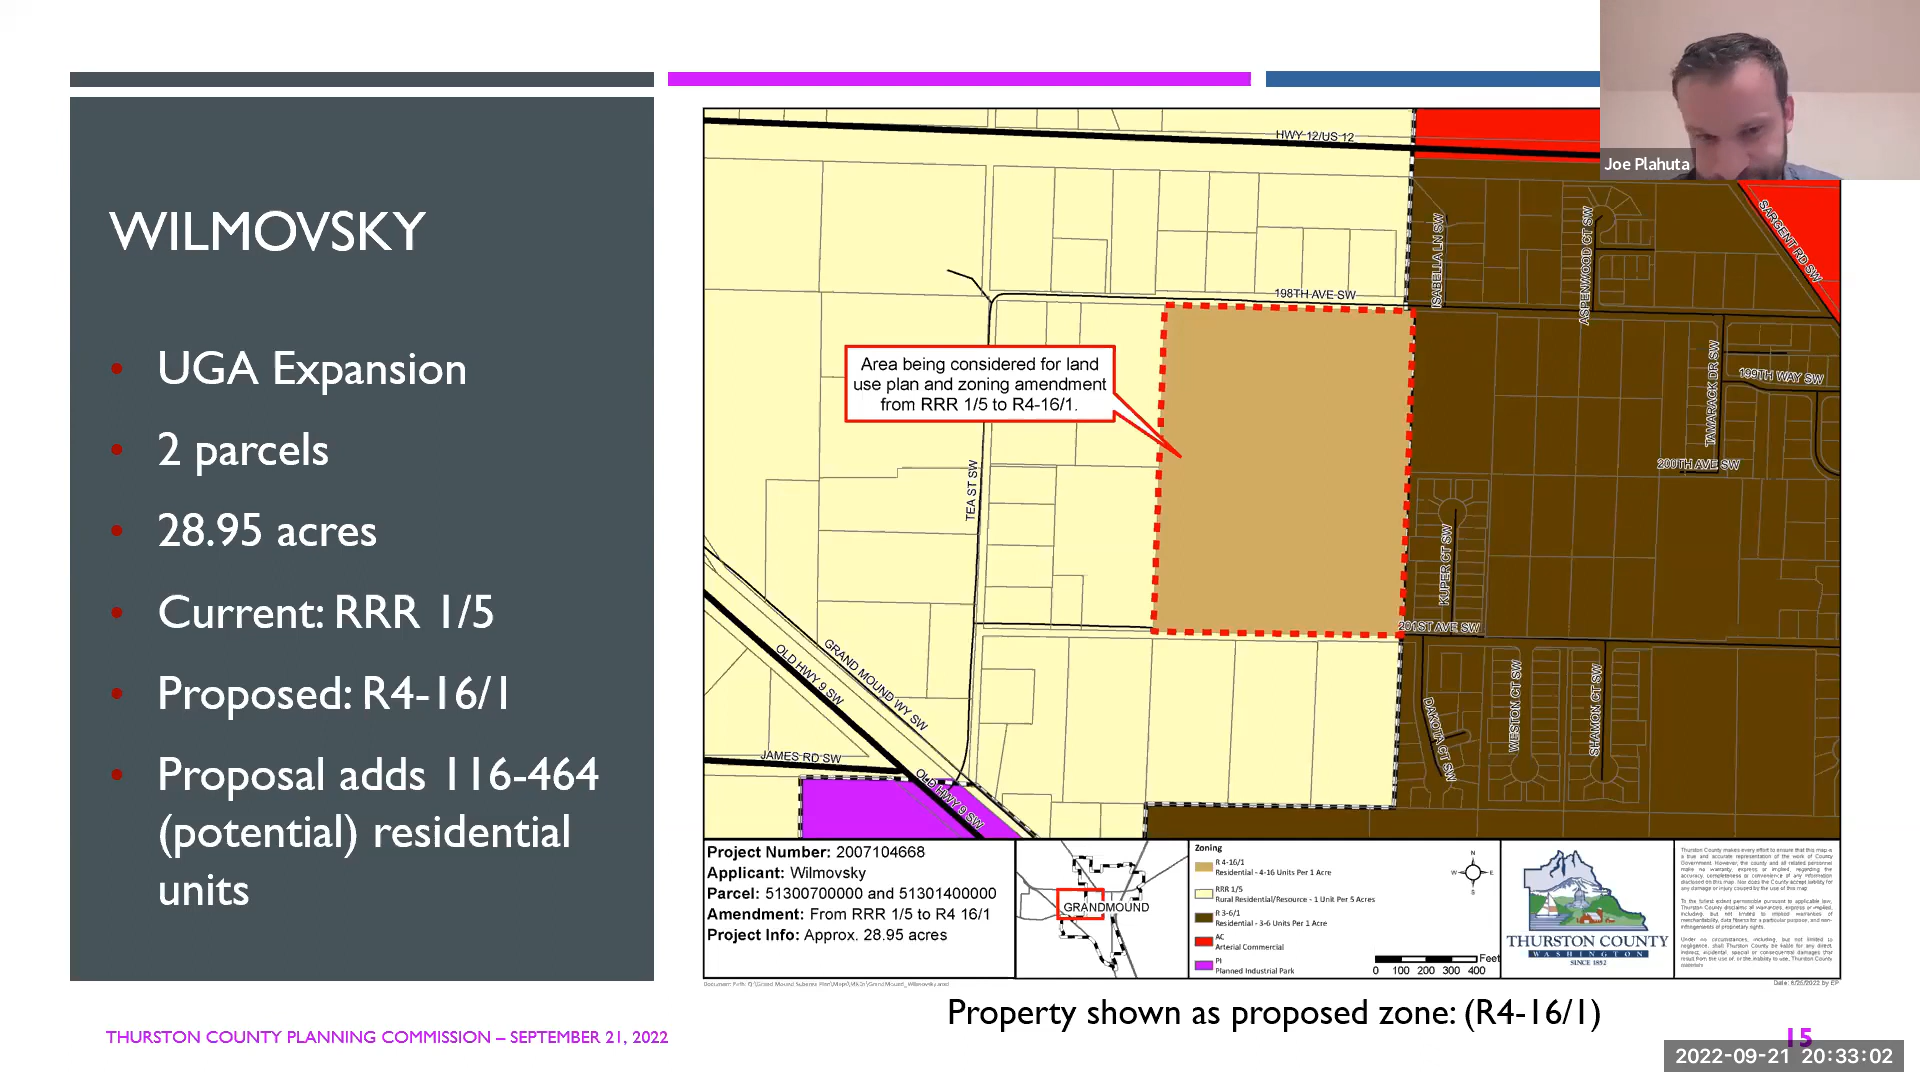 WILMOVSKY
• UGA Expansion
• 2 parcels
• 28.95 acres
• Current: RRR 1/5
• Proposed: R4-16/1
• Proposal adds 116-464
(potential) residential
units
HWY 12/US 12
198TH AVE SW
ISABELLA LN SW
ASPENWOOD CT SW
SARGENT RD SW
TAMARACK DR SW
199TH WAY SW
200TH AVE SW
Area being considered for land
use plan and zoning amendment
from RRR 1/5 to R4-16/1.
TEA ST SW
KUPER CT SW
201ST AVE SW
GRAND MOUND WY SW
OLD HWY 9 SW
JAMES RD SW
OLD HWY 9 SW
DAKOTA CT SW
WESTON CT SW
SHAMON CT SW
Project Number: 2007104668
Applicant: Wilmovsky
Parcel: 51300700000 and 51301400000
Amendment: From RRR 1/5 to R4 16/1
Project Info: Approx. 28.95 acres
GRANDMOUND
Zoning
R 4-16/1
Residential - 4-16 Units Per 1 Acre
RRR 1/5
Rural Residential/Resource - 1 Unit Per 5 Acres
R 3-6/1
Residential - 3-6 Units Per 1 Acre
AC
Arterial Commercial
PI
Planned Industrial Park
N
W E
S
Feet
0 100 200 300 400
THURSTON COUNTY
WASHINGTON
SINCE 1852
Property shown as proposed zone: (R4-16/1)
THURSTON COUNTY PLANNING COMMISSION – SEPTEMBER 21, 2022
15
Joe Plahuta
2022-09-21 20:33:02